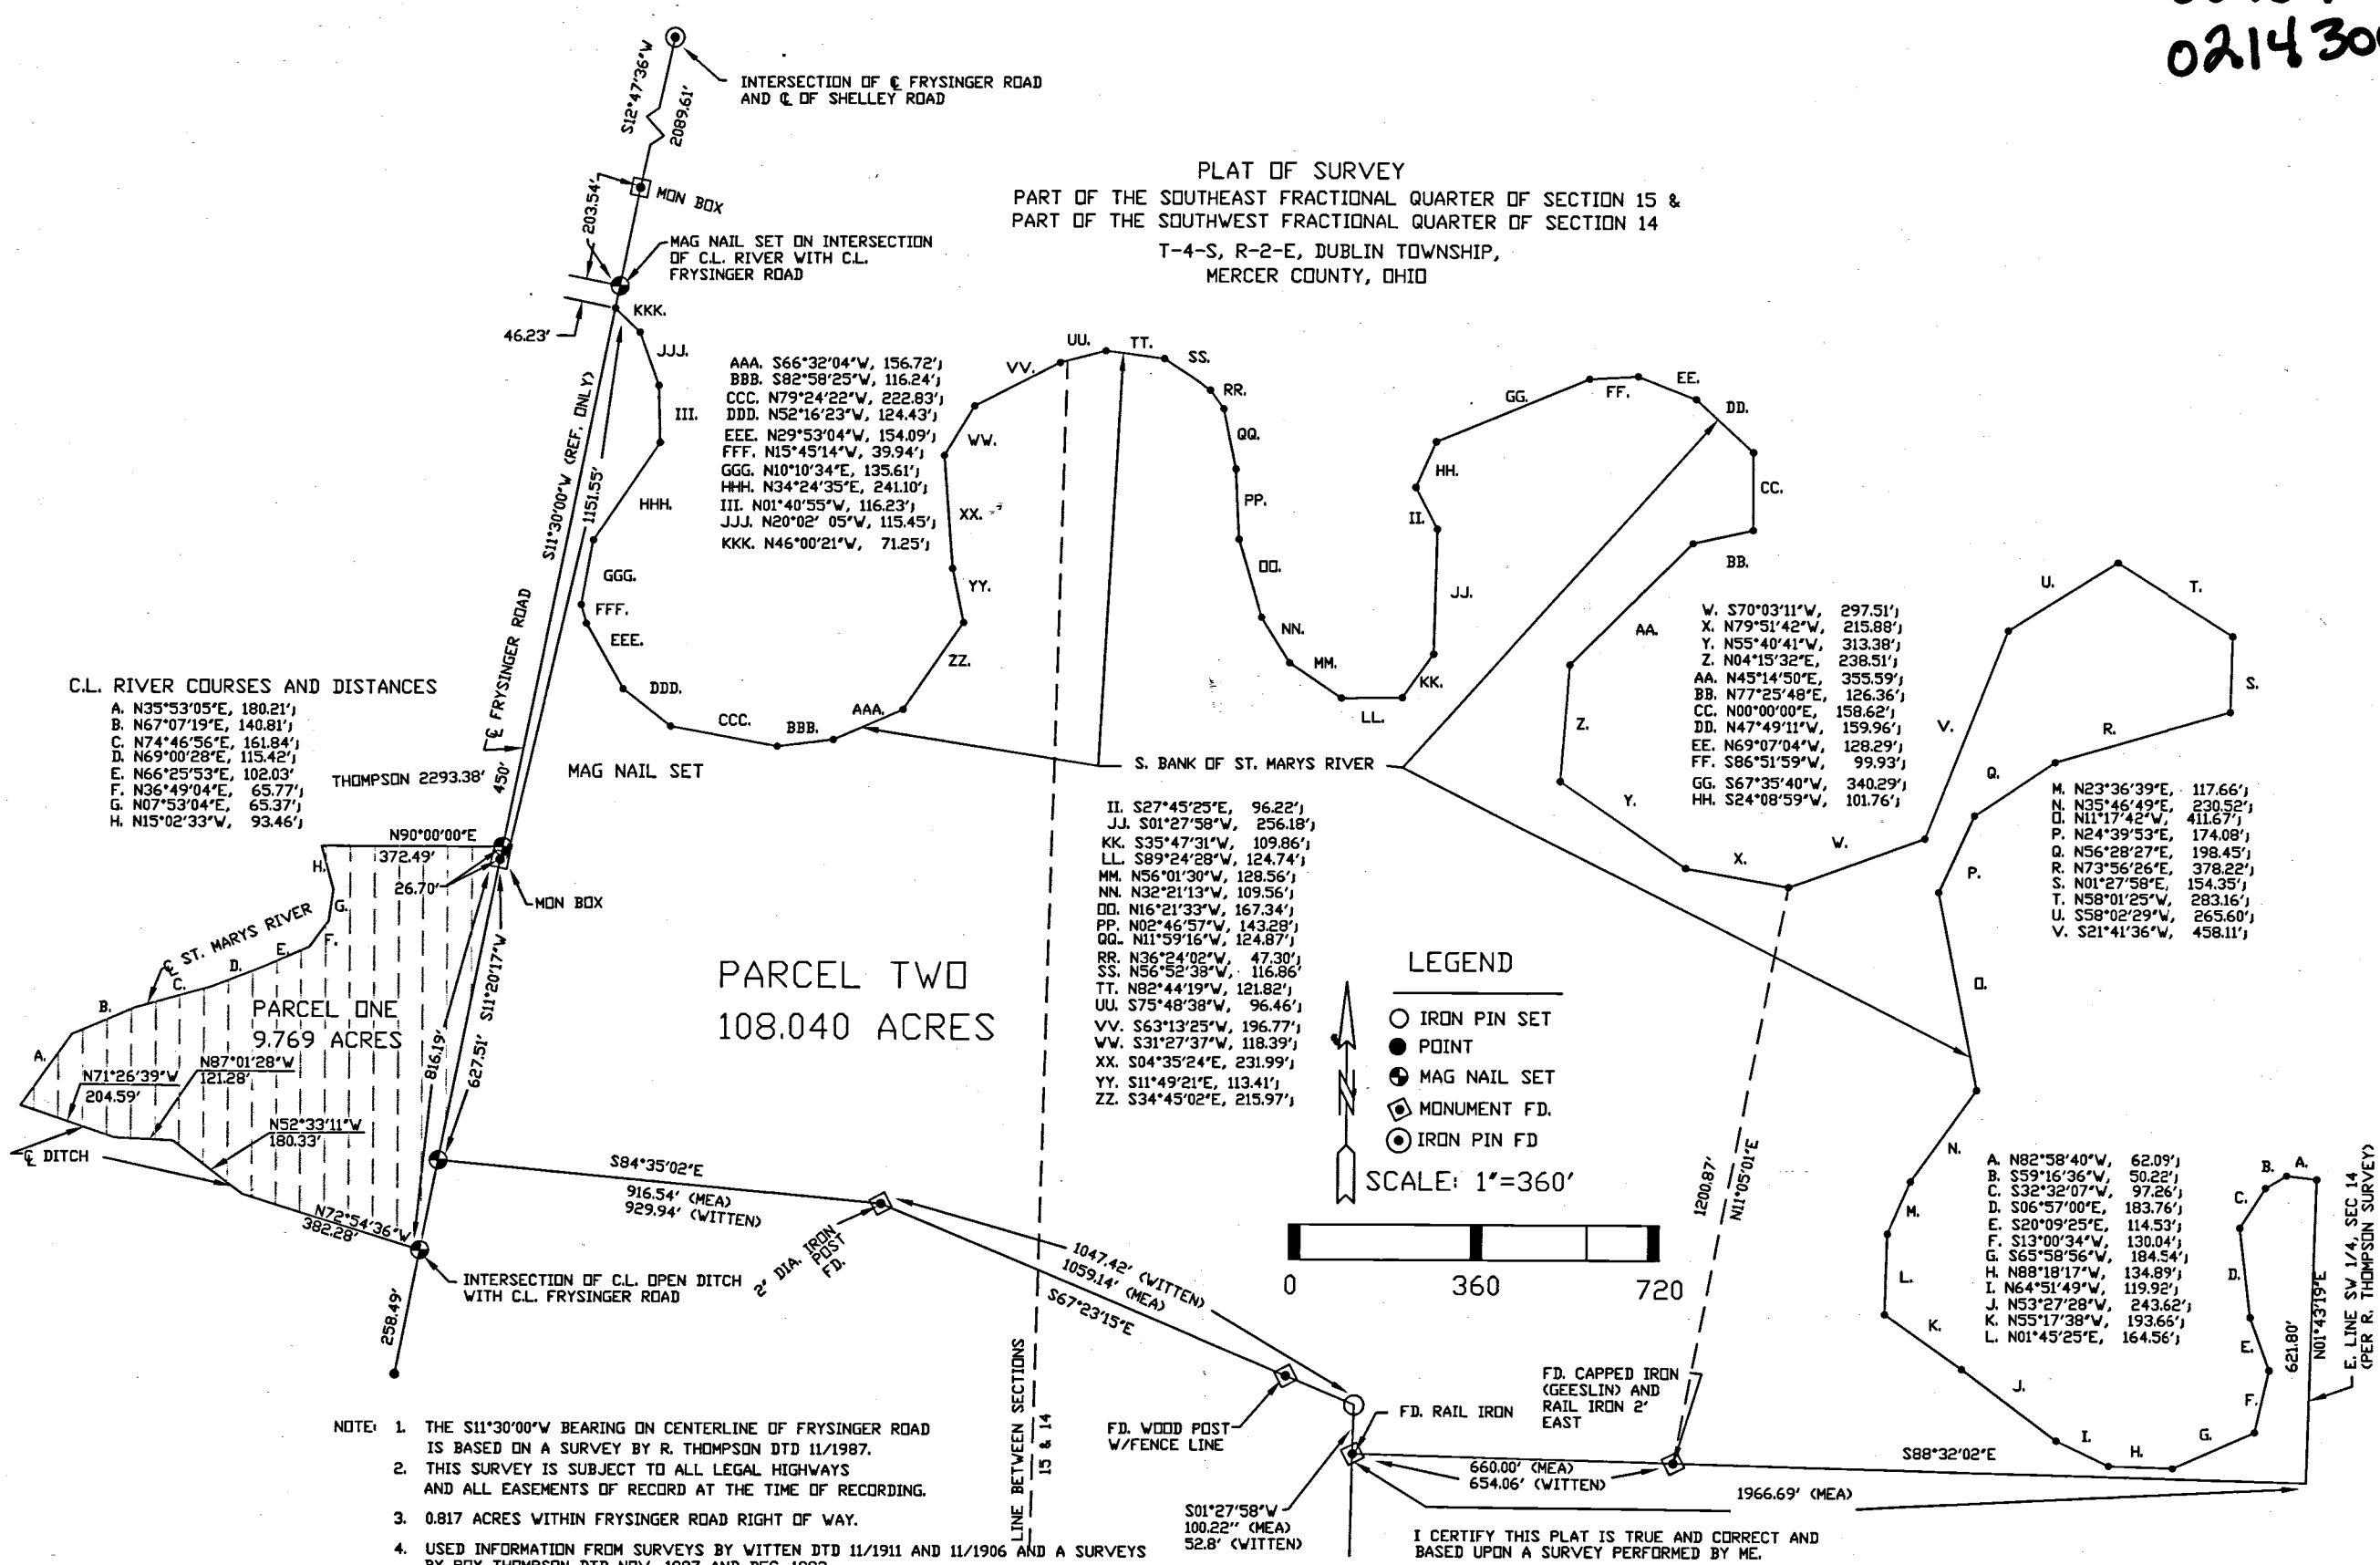 0214300
S12°47'36"W
2089.61'
INTERSECTION OF ℄ FRYSINGER ROAD
AND ℄ OF SHELLEY ROAD
203.54'
MON BOX
MAG NAIL SET ON INTERSECTION
OF C.L. RIVER WITH C.L.
FRYSINGER ROAD
46.23'
PLAT OF SURVEY
PART OF THE SOUTHEAST FRACTIONAL QUARTER OF SECTION 15 &
PART OF THE SOUTHWEST FRACTIONAL QUARTER OF SECTION 14
T-4-S, R-2-E, DUBLIN TOWNSHIP,
MERCER COUNTY, OHIO
KKK.
JJJ.
III.
HHH.
GGG.
FFF.
EEE.
DDD.
CCC.
BBB.
AAA.
ZZ.
YY.
XX.
WW.
VV.
UU.
TT.
SS.
RR.
QQ.
PP.
OO.
NN.
MM.
LL.
KK.
JJ.
II.
HH.
GG.
FF.
EE.
DD.
CC.
BB.
AA.
Z.
Y.
X.
W.
V.
U.
T.
S.
R.
Q.
P.
O.
N.
M.
L.
K.
J.
I.
H.
G.
F.
E.
D.
C.
B.
A.
AAA. S66°32'04"W, 156.72';
BBB. S82°58'25"W, 116.24';
CCC. N79°24'22"W, 222.83';
DDD. N52°16'23"W, 124.43';
EEE. N29°53'04"W, 154.09';
FFF. N15°45'14"W, 39.94';
GGG. N10°10'34"E, 135.61';
HHH. N34°24'35"E, 241.10';
III. N01°40'55"W, 116.23';
JJJ. N20°02' 05"W, 115.45';
KKK. N46°00'21"W, 71.25';
S11°30'00"W (REF. ONLY)
1151.55'
℄ FRYSINGER ROAD
450'
THOMPSON 2293.38'
MAG NAIL SET
C.L. RIVER COURSES AND DISTANCES
A. N35°53'05"E, 180.21';
B. N67°07'19"E, 140.81';
C. N74°46'56"E, 161.84';
D. N69°00'28"E, 115.42';
E. N66°25'53"E, 102.03'
F. N36°49'04"E, 65.77';
G. N07°53'04"E, 65.37';
H. N15°02'33"W, 93.46';
N90°00'00"E
372.49'
26.70'
MON BOX
H.
G.
F.
E.
D.
C.
B.
A.
℄ ST. MARYS RIVER
PARCEL ONE
9.769 ACRES
N71°26'39"W
204.59'
N87°01'28"W
121.28'
N52°33'11"W
180.33'
℄ DITCH
N72°54'36"W
382.28'
816.19'
627.51'
S11°20'17"W
258.49'
PARCEL TWO
108.040 ACRES
S84°35'02"E
916.54' (MEA)
929.94' (WITTEN)
INTERSECTION OF C.L. OPEN DITCH
WITH C.L. FRYSINGER ROAD
2" DIA. IRON
POST
FD.
1047.42' (WITTEN)
1059.14' (MEA)
S67°23'15"E
S. BANK OF ST. MARYS RIVER
II. S27°45'25"E, 96.22';
JJ. S01°27'58"W, 256.18';
KK. S35°47'31"W, 109.86';
LL. S89°24'28"W, 124.74';
MM. N56°01'30"W, 128.56';
NN. N32°21'13"W, 109.56';
OO. N16°21'33"W, 167.34';
PP. N02°46'57"W, 143.28';
QQ. N11°59'16"W, 124.87';
RR. N36°24'02"W, 47.30';
SS. N56°52'38"W, 116.86'
TT. N82°44'19"W, 121.82';
UU. S75°48'38"W, 96.46';
VV. S63°13'25"W, 196.77';
WW. S31°27'37"W, 118.39';
XX. S04°35'24"E, 231.99';
YY. S11°49'21"E, 113.41';
ZZ. S34°45'02"E, 215.97';
W. S70°03'11"W, 297.51';
X. N79°51'42"W, 215.88';
Y. N55°40'41"W, 313.38';
Z. N04°15'32"E, 238.51';
AA. N45°14'50"E, 355.59';
BB. N77°25'48"E, 126.36';
CC. N00°00'00"E, 158.62';
DD. N47°49'11"W, 159.96';
EE. N69°07'04"W, 128.29';
FF. S86°51'59"W, 99.93';
GG. S67°35'40"W, 340.29';
HH. S24°08'59"W, 101.76';
M. N23°36'39"E, 117.66';
N. N35°46'49"E, 230.52';
O. N11°17'42"W, 411.67';
P. N24°39'53"E, 174.08';
Q. N56°28'27"E, 198.45';
R. N73°56'26"E, 378.22';
S. N01°27'58"E, 154.35';
T. N58°01'25"W, 283.16';
U. S58°02'29"W, 265.60';
V. S21°41'36"W, 458.11';
LEGEND
IRON PIN SET
POINT
MAG NAIL SET
MONUMENT FD.
IRON PIN FD
N
SCALE: 1"=360'
0 360 720
1200.87'
N11°05'01"E
A. N82°58'40"W, 62.09';
B. S59°16'36"W, 50.22';
C. S32°32'07"W, 97.26';
D. S06°57'00"E, 183.76';
E. S20°09'25"E, 114.53';
F. S13°00'34"W, 130.04';
G. S65°58'56"W, 184.54';
H. N88°18'17"W, 134.89';
I. N64°51'49"W, 119.92';
J. N53°27'28"W, 243.62';
K. N55°17'38"W, 193.66';
L. N01°45'25"E, 164.56';
621.80'
N01°43'19"E
E. LINE SW 1/4, SEC 14
(PER R. THOMPSON SURVEY)
LINE BETWEEN SECTIONS
15 & 14
FD. WOOD POST
W/FENCE LINE
FD. RAIL IRON
FD. CAPPED IRON
(GEESLIN) AND
RAIL IRON 2'
EAST
S88°32'02"E
660.00' (MEA)
654.06' (WITTEN)
1966.69' (MEA)
S01°27'58"W
100.22'' (MEA)
52.8' (WITTEN)
NOTE: 1. THE S11°30'00"W BEARING ON CENTERLINE OF FRYSINGER ROAD
IS BASED ON A SURVEY BY R. THOMPSON DTD 11/1987.
2. THIS SURVEY IS SUBJECT TO ALL LEGAL HIGHWAYS
AND ALL EASEMENTS OF RECORD AT THE TIME OF RECORDING.
3. 0.817 ACRES WITHIN FRYSINGER ROAD RIGHT OF WAY.
4. USED INFORMATION FROM SURVEYS BY WITTEN DTD 11/1911 AND 11/1906 AND A SURVEYS
I CERTIFY THIS PLAT IS TRUE AND CORRECT AND
BASED UPON A SURVEY PERFORMED BY ME.